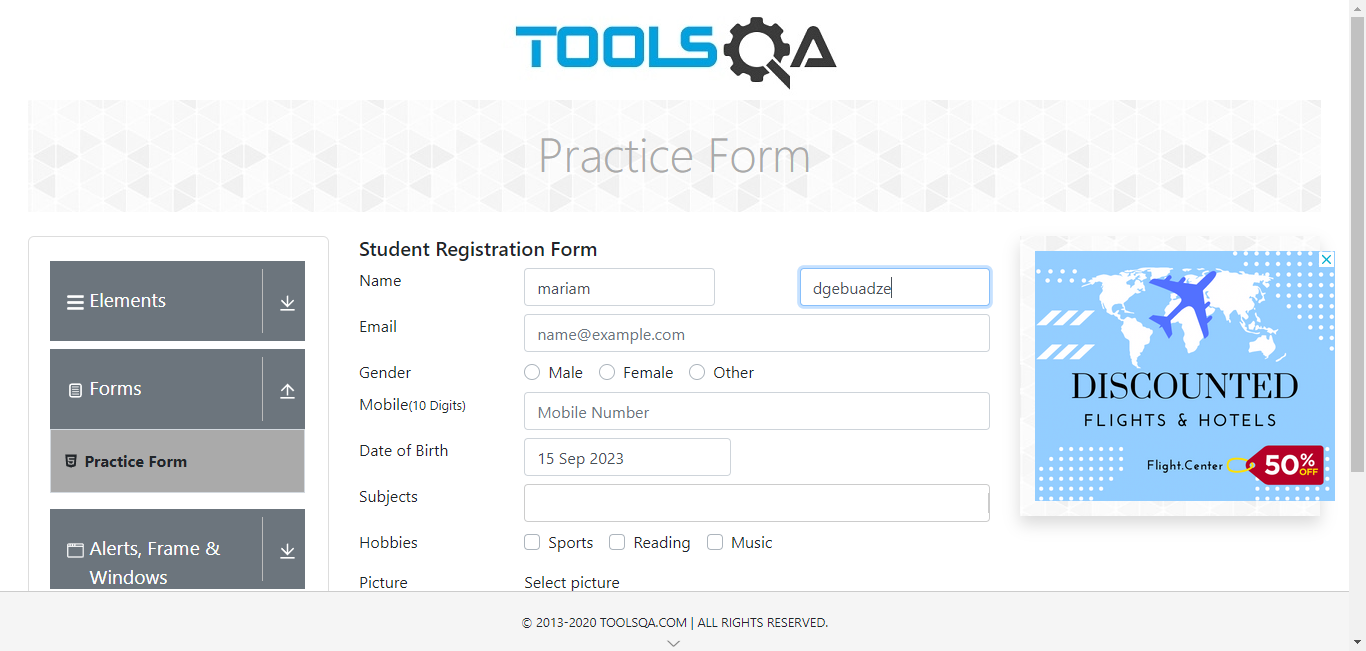 TOOLSQA
Practice Form
Elements
Forms
Practice Form
Alerts, Frame &
Windows
Student Registration Form
Name mariam dgebuadze
Email name@example.com
Gender Male Female Other
Mobile(10 Digits) Mobile Number
Date of Birth 15 Sep 2023
Subjects
Hobbies Sports Reading Music
Picture Select picture
DISCOUNTED
FLIGHTS & HOTELS
Flight.Center 50% OFF
© 2013-2020 TOOLSQA.COM | ALL RIGHTS RESERVED.